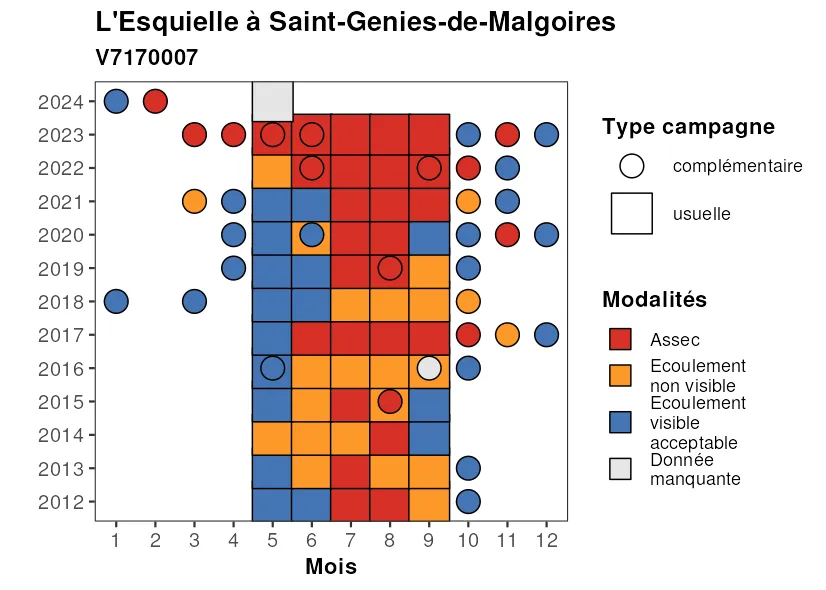 L'Esquielle à Saint-Genies-de-Malgoires
V7170007
2024
2023
2022
2021
2020
2019
2018
2017
2016
2015
2014
2013
2012
1 2 3 4 5 6 7 8 9 10 11 12
Mois
Type campagne
complémentaire
usuelle
Modalités
Assec
Ecoulement
non visible
Ecoulement
visible
acceptable
Donnée
manquante